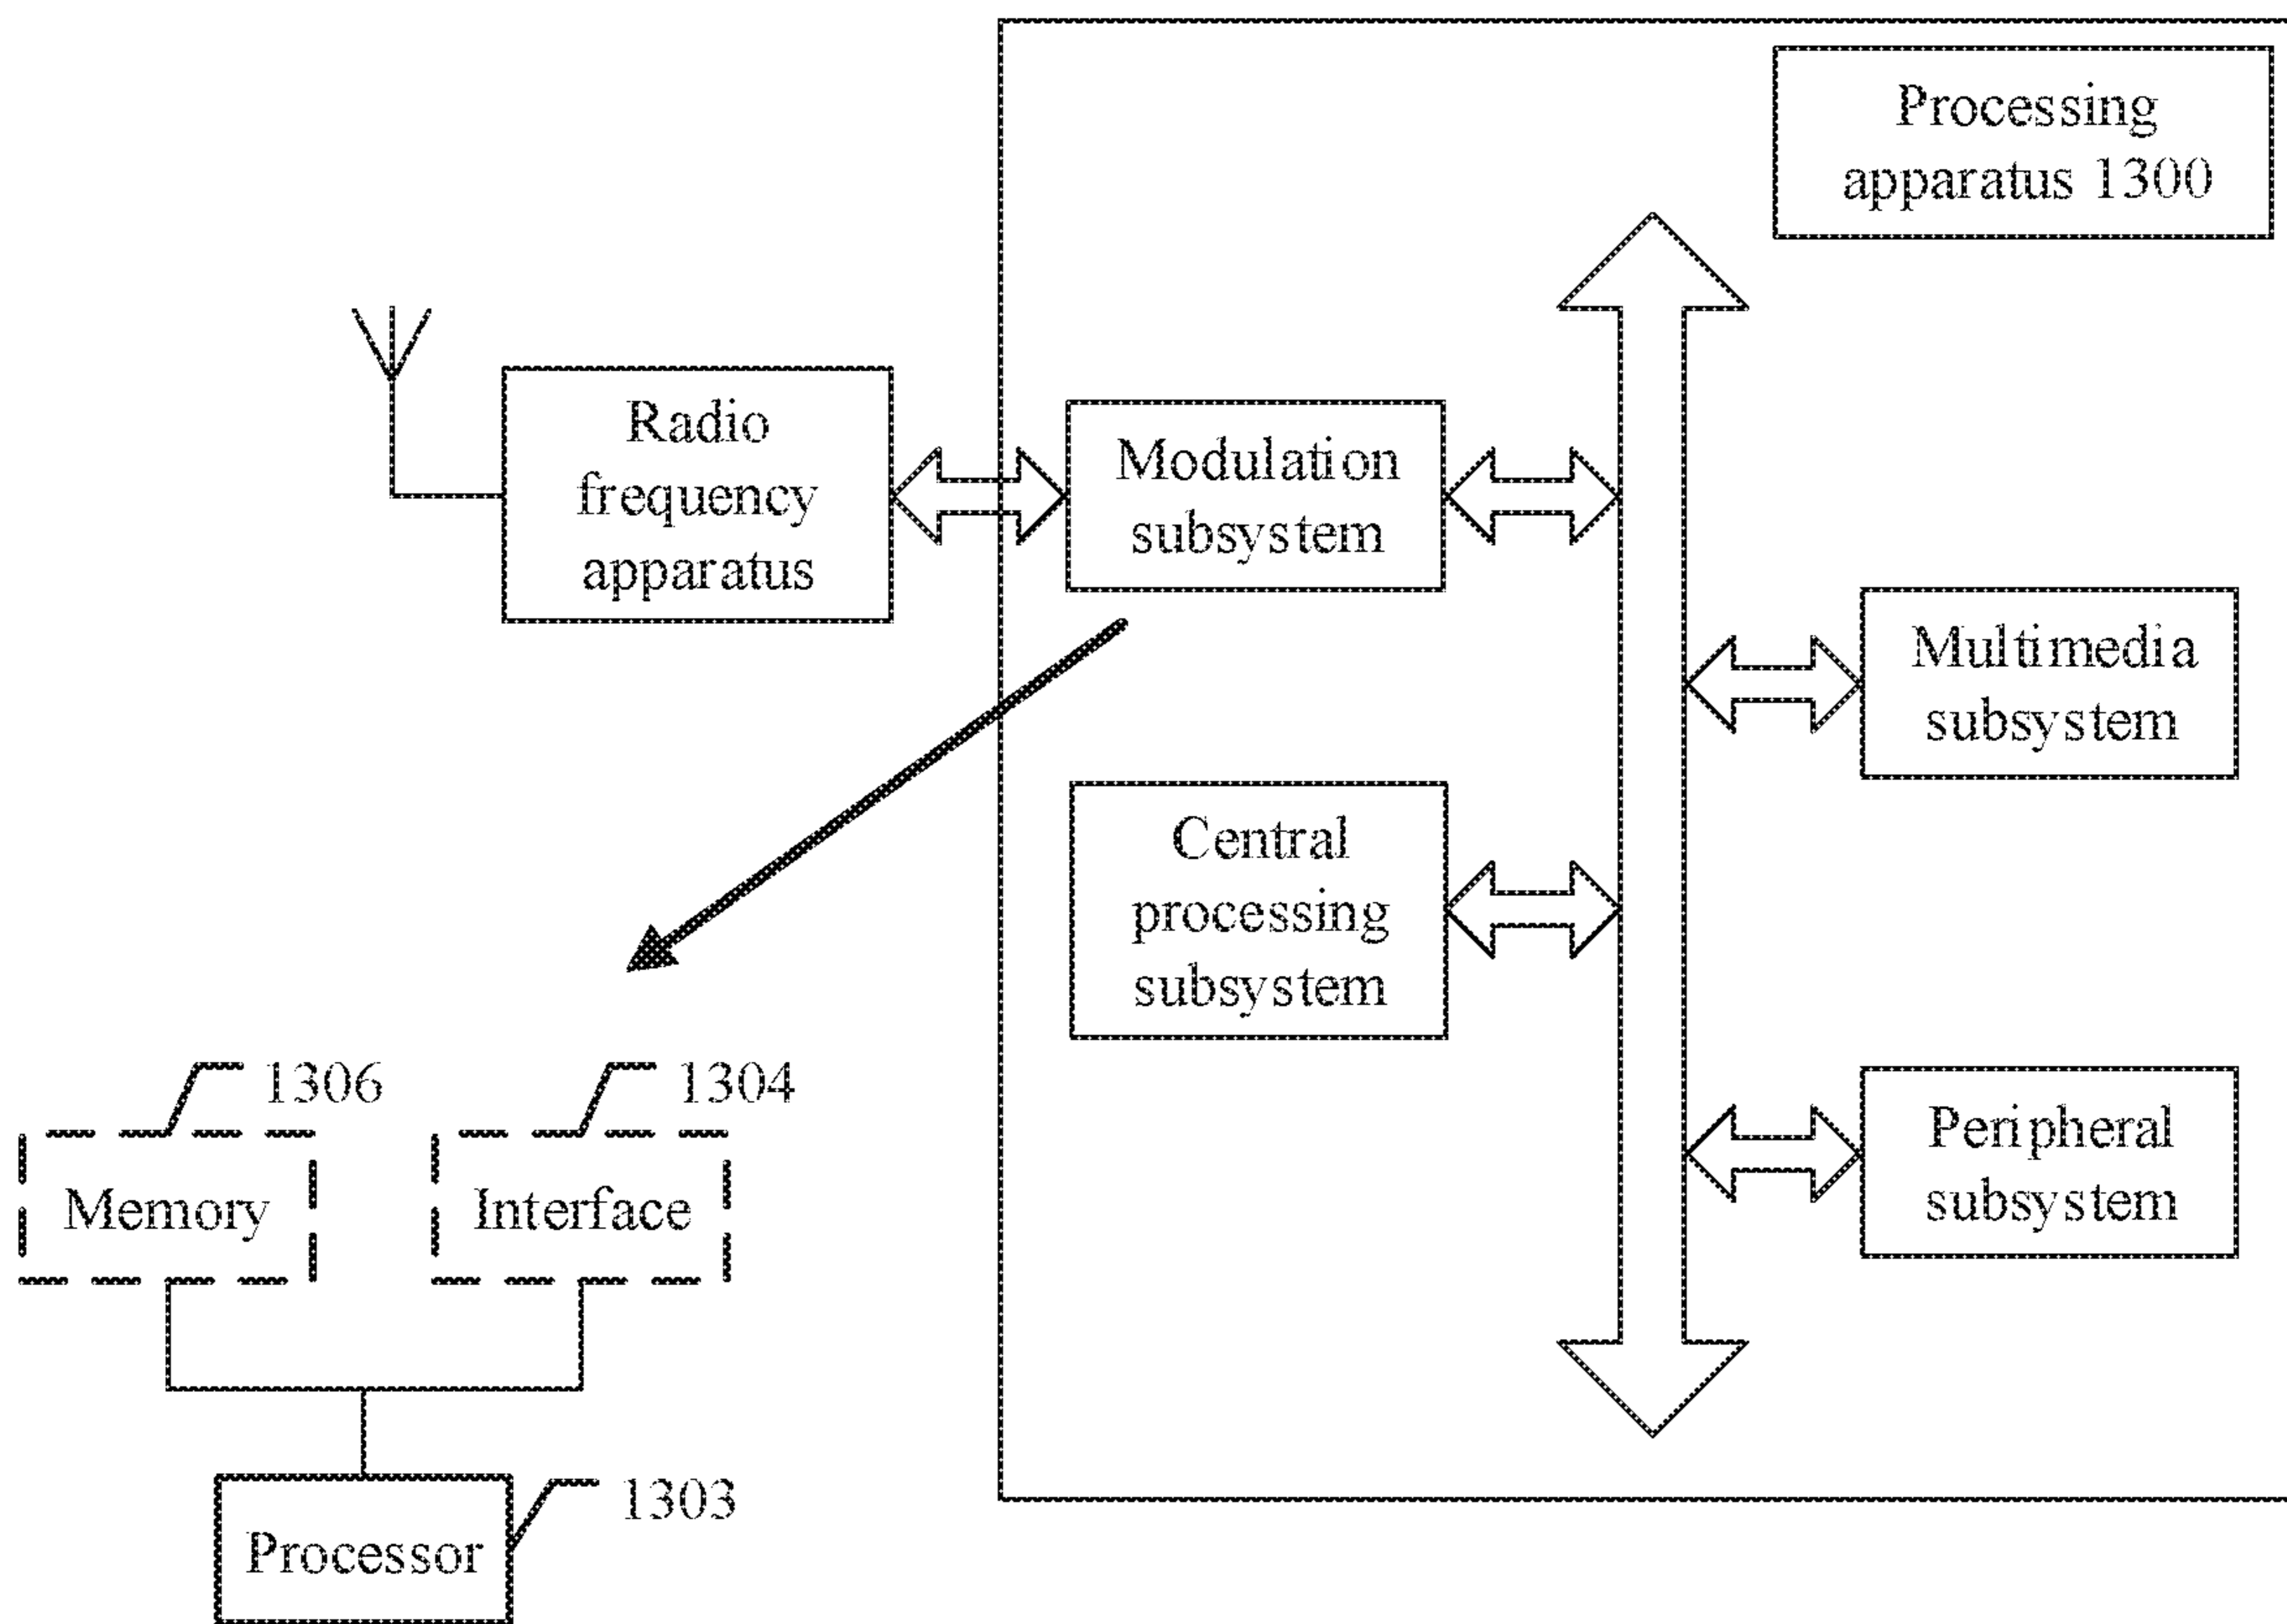 Processing
apparatus 1300
Radio
frequency
apparatus
Modulation
subsystem
Multimedia
subsystem
Central
processing
subsystem
1306
1304
Memory
Interface
Peripheral
subsystem
1303
Processor